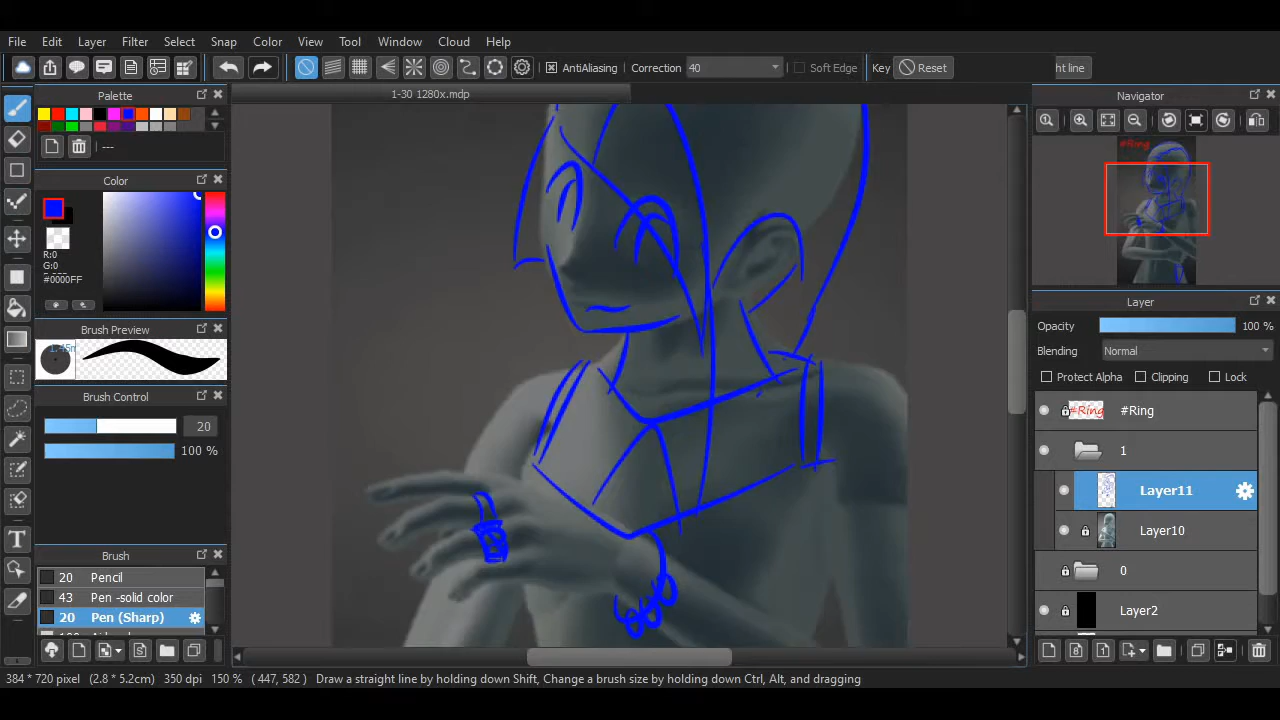 File Edit Layer Filter Select Snap Color View Tool Window Cloud Help
AntiAliasing Correction 40 Soft Edge Key Reset ht line
Palette
1-30 1280x.mdp
Navigator
#Ring
---
Color
R:0
G:0
#0000FF
Brush Preview
Brush Control
20
100 %
Brush
20 Pencil
43 Pen -solid color
20 Pen (Sharp)
Layer
Opacity 100 %
Blending Normal
Protect Alpha Clipping Lock
#Ring #Ring
1
Layer11
Layer10
0
Layer2
384 * 720 pixel (2.8 * 5.2cm) 350 dpi 150 % ( 447, 582 ) Draw a straight line by holding down Shift, Change a brush size by holding down Ctrl, Alt, and dragging